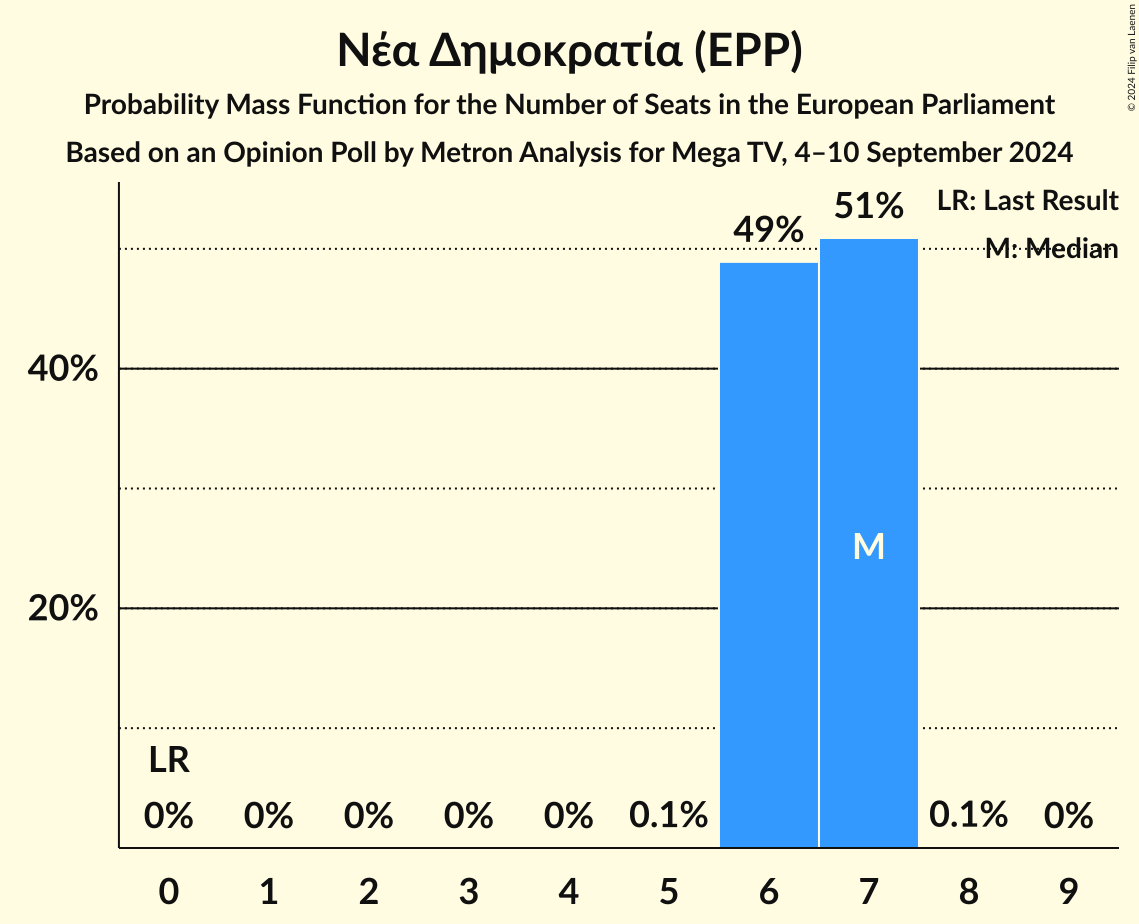 Νέα Δημοκρατία (EPP)
Probability Mass Function for the Number of Seats in the European Parliament
Based on an Opinion Poll by Metron Analysis for Mega TV, 4–10 September 2024
© 2024 Filip van Laenen
LR: Last Result
M: Median
49%
51%
40%
20%
M
LR
0%
0%
0%
0%
0%
0.1%
0.1%
0%
0
1
2
3
4
5
6
7
8
9